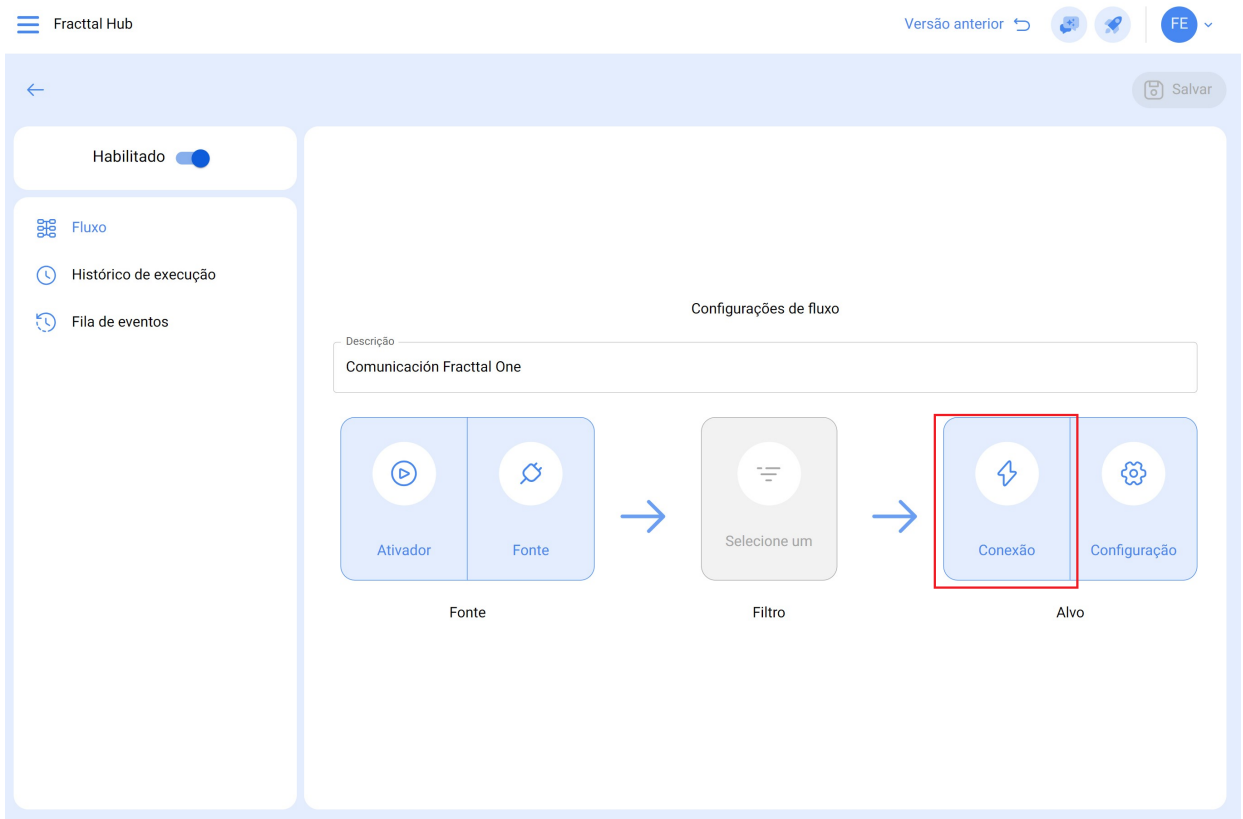 Fracttal Hub
Versão anterior
FE
Salvar
Habilitado
Fluxo
Histórico de execução
Fila de eventos
Configurações de fluxo
Descrição
Comunicación Fracttal One
Ativador
Fonte
Selecione um
Conexão
Configuração
Fonte
Filtro
Alvo